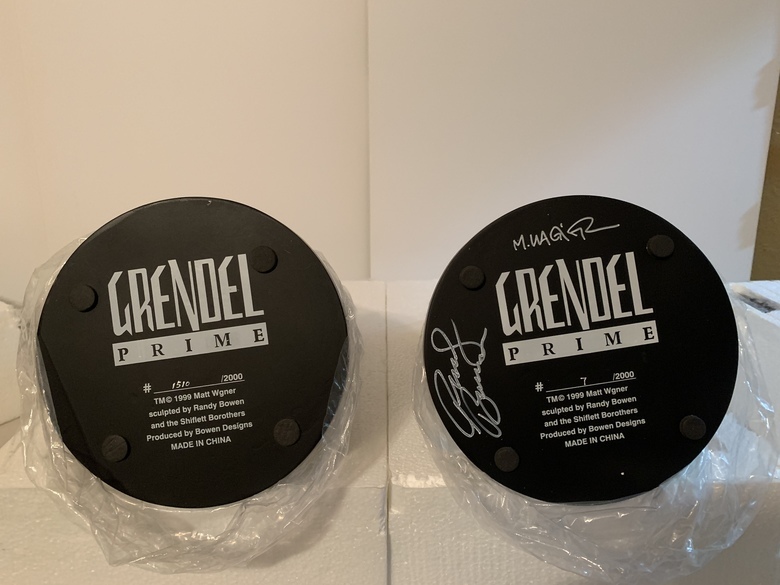 GRENDEL
PRIME
# 1510 /2000
TM© 1999 Matt Wgner
sculpted by Randy Bowen
and the Shiflett Borothers
Produced by Bowen Designs
MADE IN CHINA
GRENDEL
PRIME
# 7 /2000
TM© 1999 Matt Wgner
sculpted by Randy Bowen
and the Shiflett Borothers
Produced by Bowen Designs
MADE IN CHINA